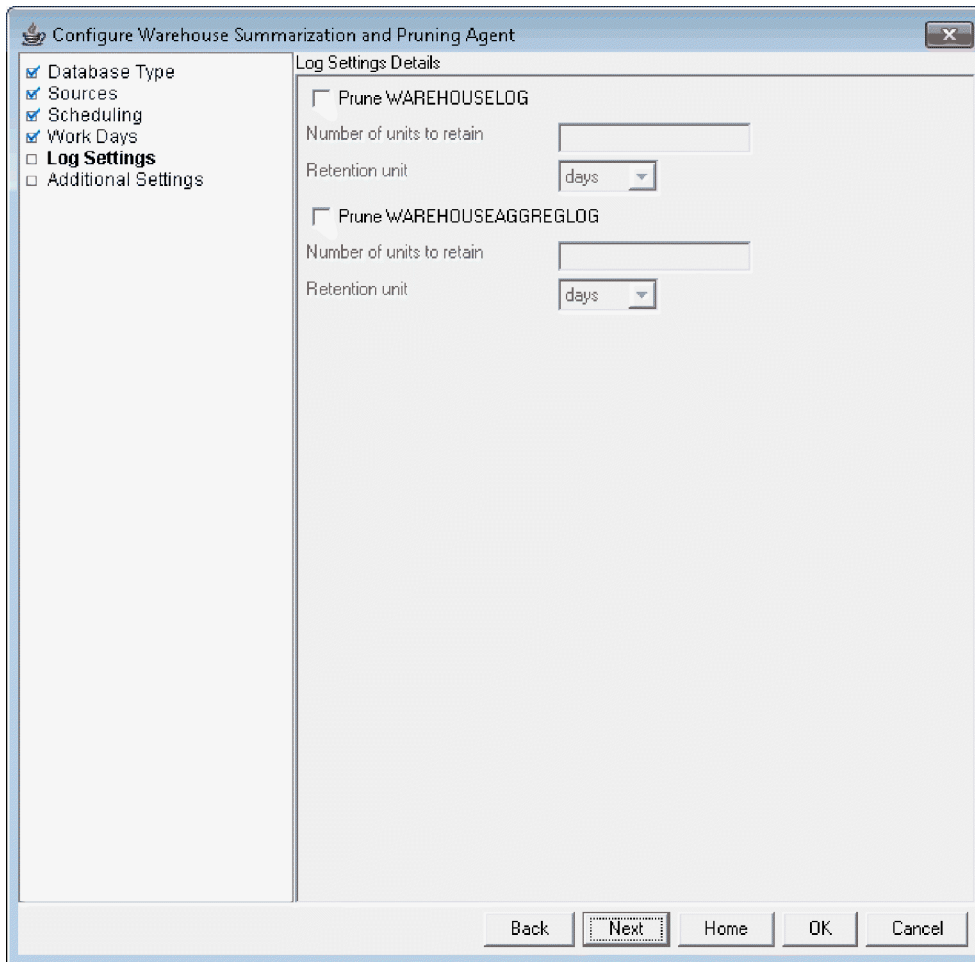 Configure Warehouse Summarization and Pruning Agent
Database Type
Sources
Scheduling
Work Days
Log Settings
Additional Settings
Log Settings Details
Prune WAREHOUSELOG
Number of units to retain
Retention unit
days
Prune WAREHOUSEAGGREGLOG
Number of units to retain
Retention unit
days
Back
Next
Home
OK
Cancel